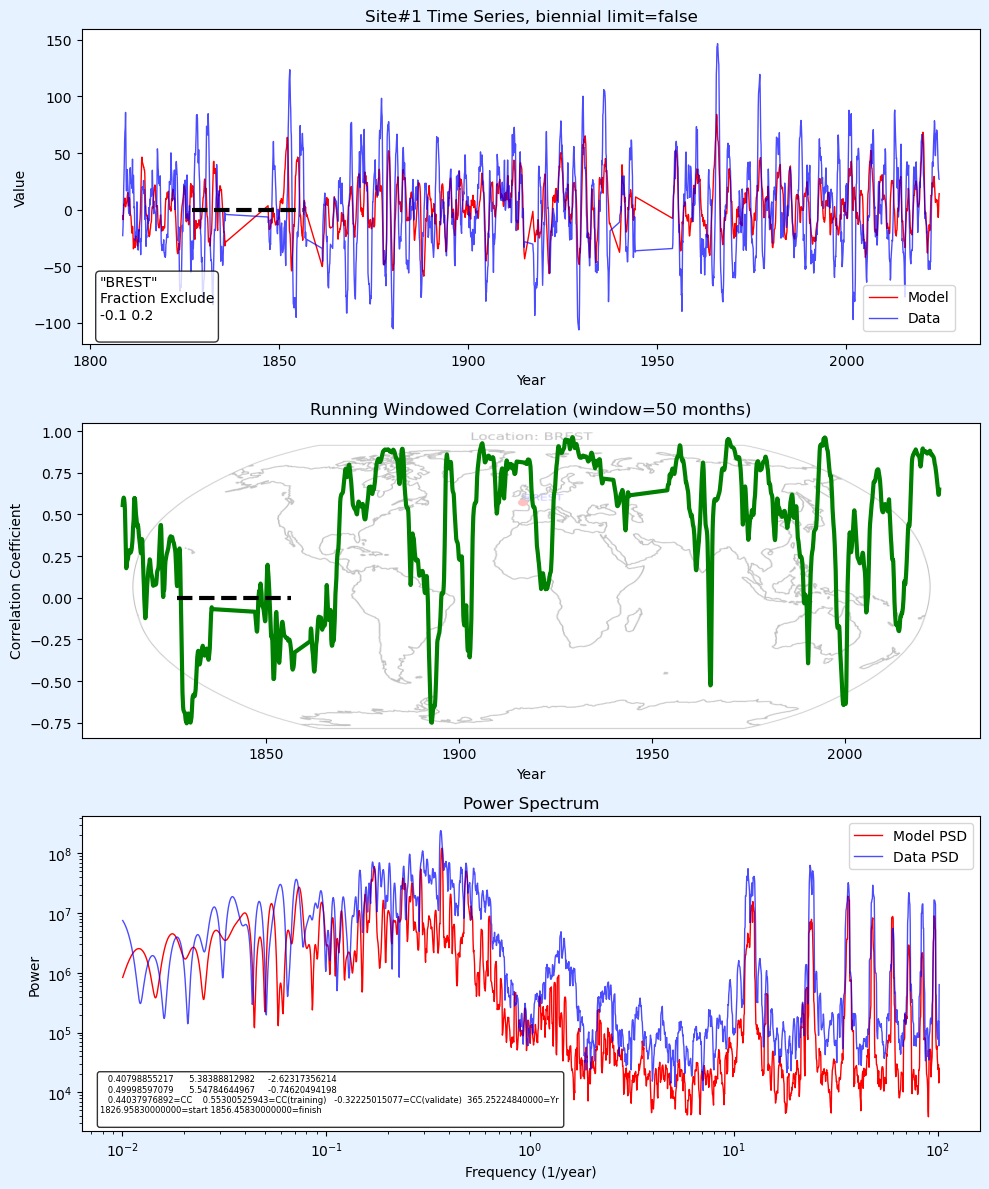 Site#1 Time Series, biennial limit=false
150
100
50
0
−50
−100
Value
"BREST"
Fraction Exclude
-0.1 0.2
Model
Data
1800
1850
1900
1950
2000
Year
Running Windowed Correlation (window=50 months)
Location: BREST
1.00
0.75
0.50
0.25
0.00
−0.25
−0.50
−0.75
Correlation Coefficient
1850
1900
1950
2000
Year
Power Spectrum
10^8
10^7
10^6
10^5
10^4
Power
Model PSD
Data PSD
0.40798855217 5.38388812982 -2.62317356214
0.49998597079 5.54784644967 -0.74620494198
0.44037976892=CC 0.55300525943=CC(training) -0.32225015077=CC(validate) 365.25224840000=Yr
1826.95830000000=start 1856.45830000000=finish
10^−2
10^−1
10^0
10^1
10^2
Frequency (1/year)